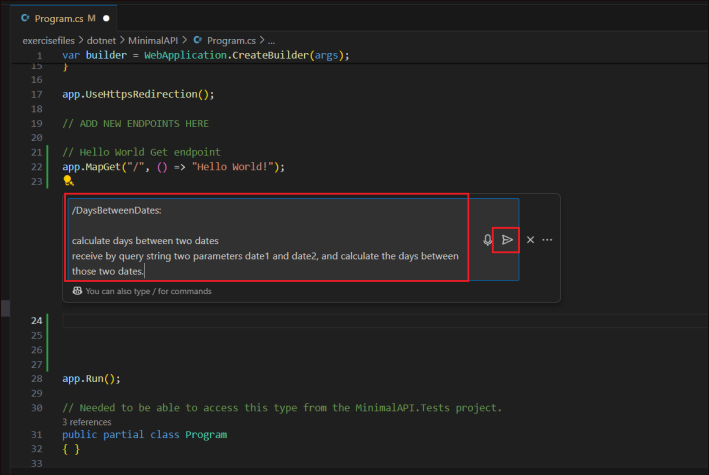 Program.cs M
exercisefiles > dotnet > MinimalAPI > Program.cs > ...
1 var builder = WebApplication.CreateBuilder(args);
15 }
16
17 app.UseHttpsRedirection();
18
19 // ADD NEW ENDPOINTS HERE
20
21 // Hello World Get endpoint
22 app.MapGet("/", () => "Hello World!");
23
/DaysBetweenDates:
calculate days between two dates
receive by query string two parameters date1 and date2, and calculate the days between
those two dates.
You can also type / for commands
24
25
26
27
28 app.Run();
29
30 // Needed to be able to access this type from the MinimalAPI.Tests project.
3 references
31 public partial class Program
32 { }
33